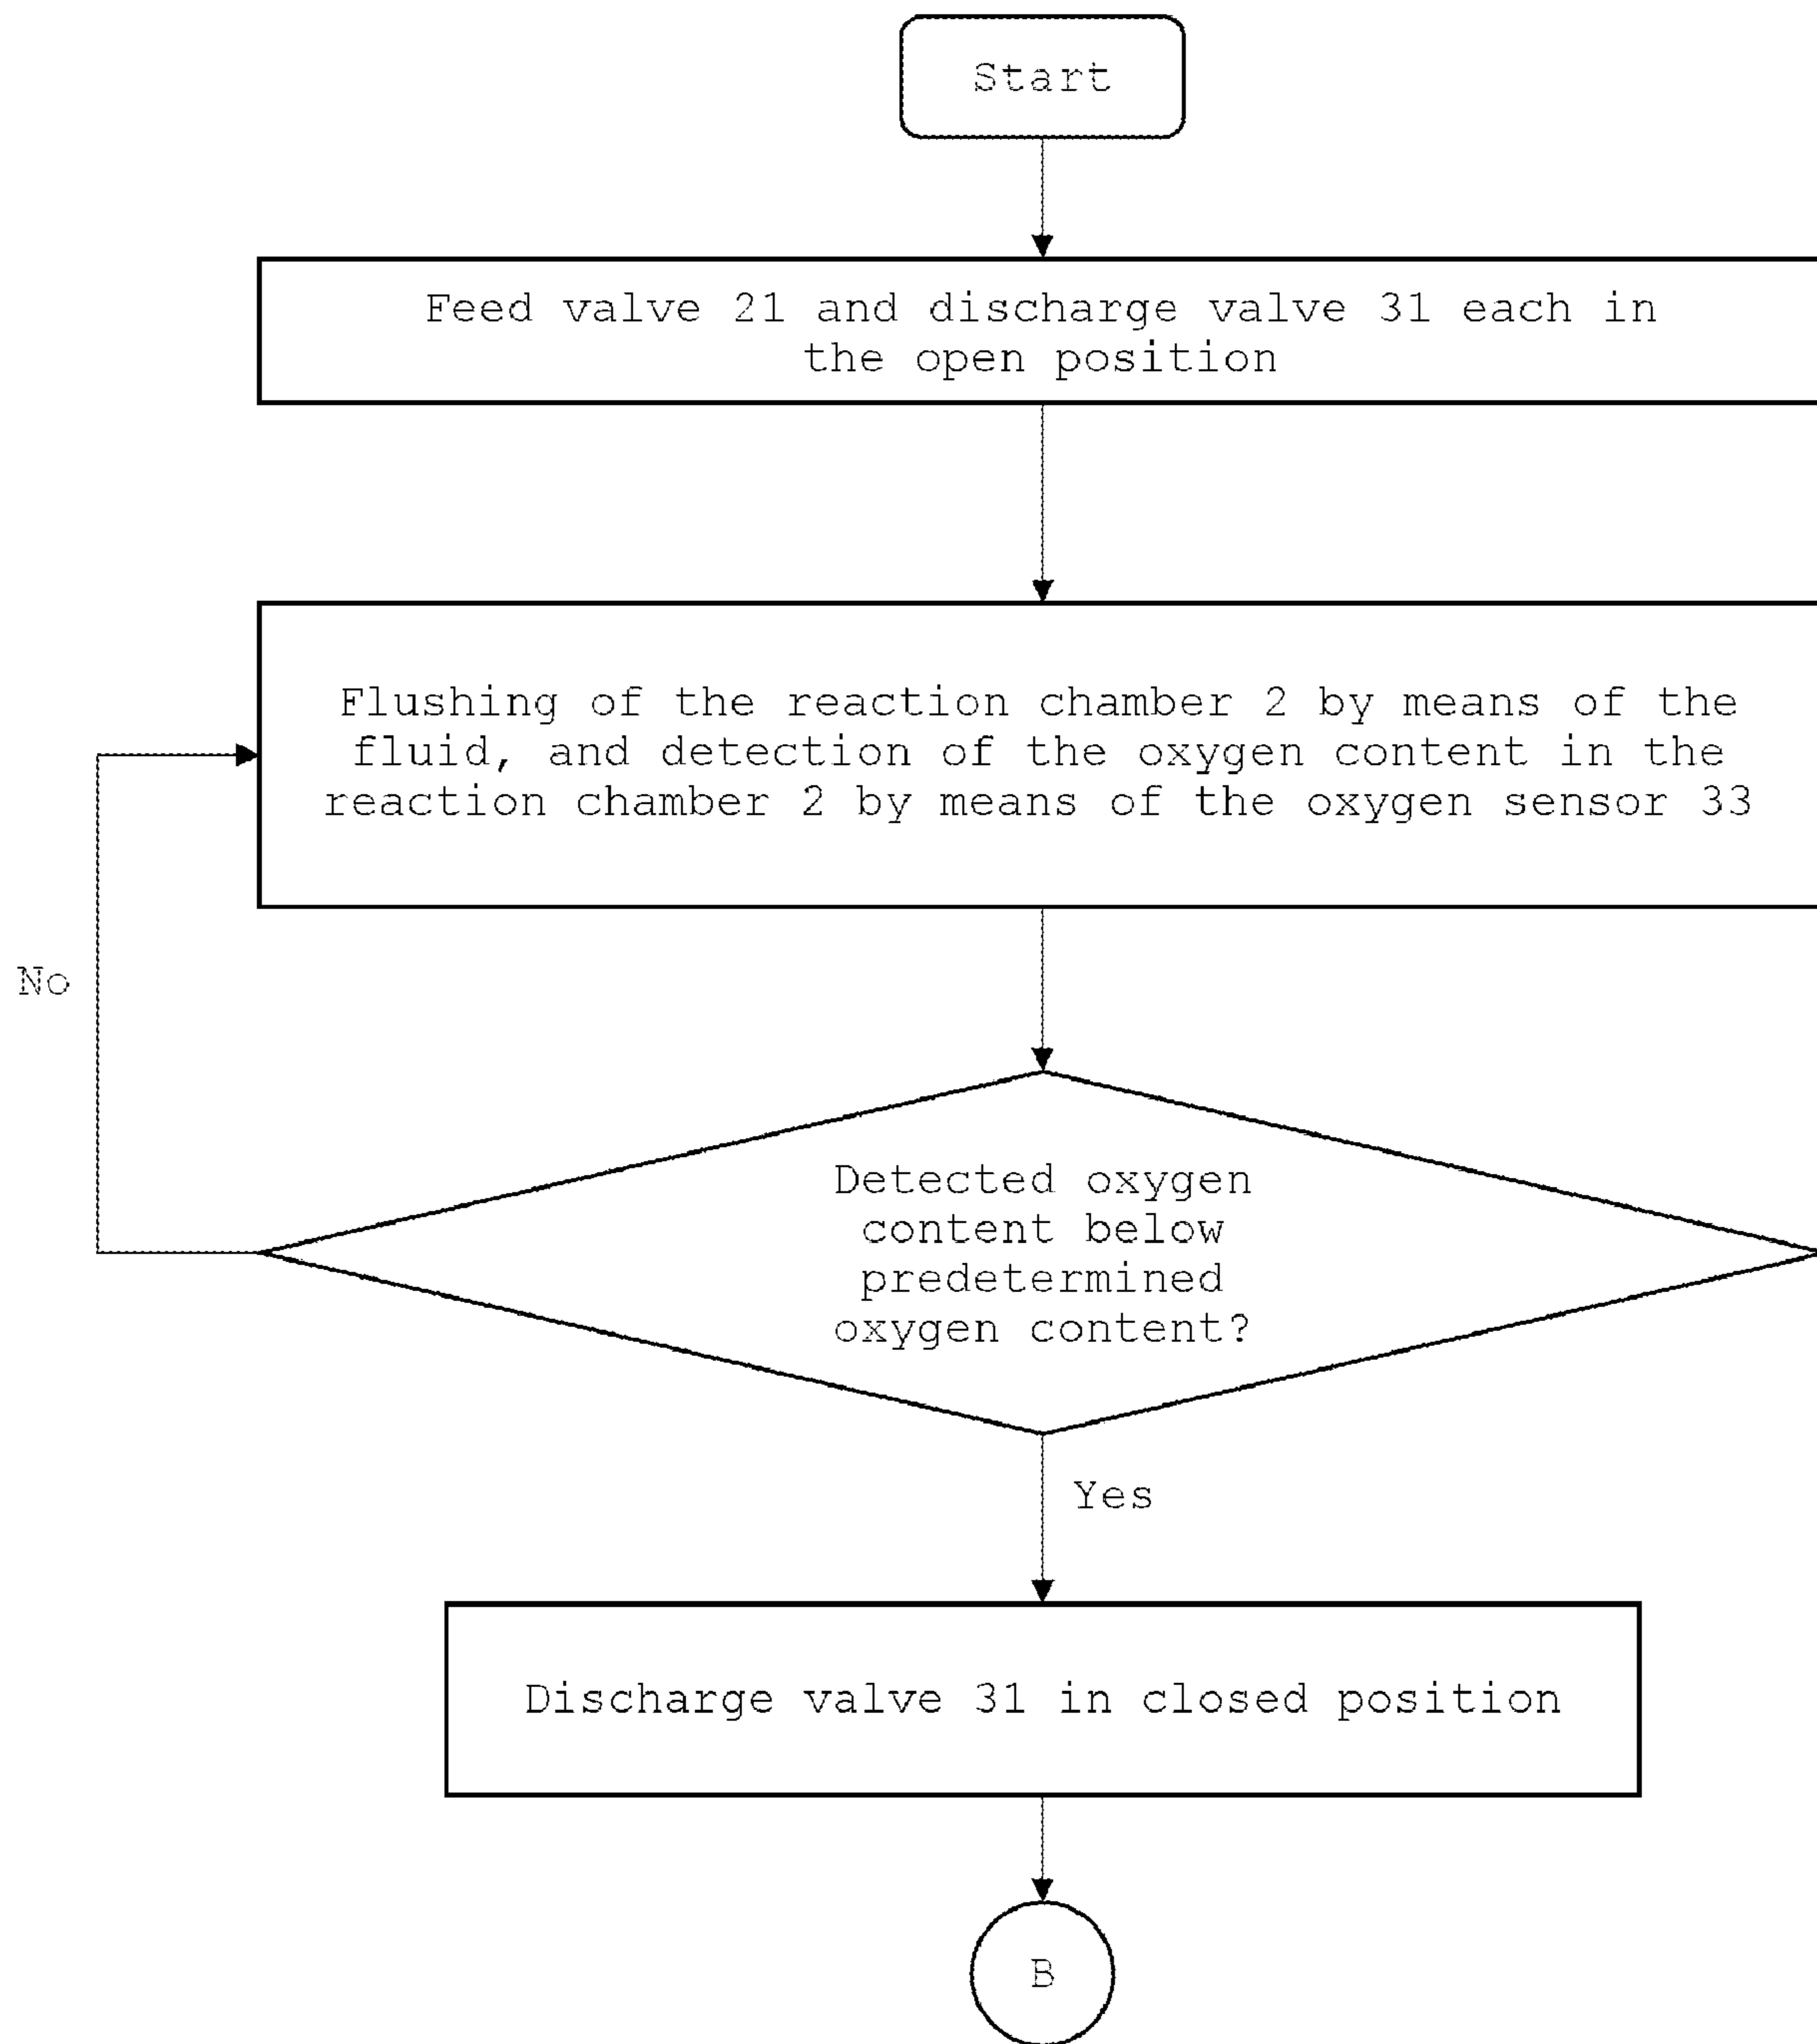 Start
Feed valve 21 and discharge valve 31 each in
the open position
Flushing of the reaction chamber 2 by means of the
fluid, and detection of the oxygen content in the
reaction chamber 2 by means of the oxygen sensor 33
No
Detected oxygen
content below
predetermined
oxygen content?
Yes
Discharge valve 31 in closed position
B